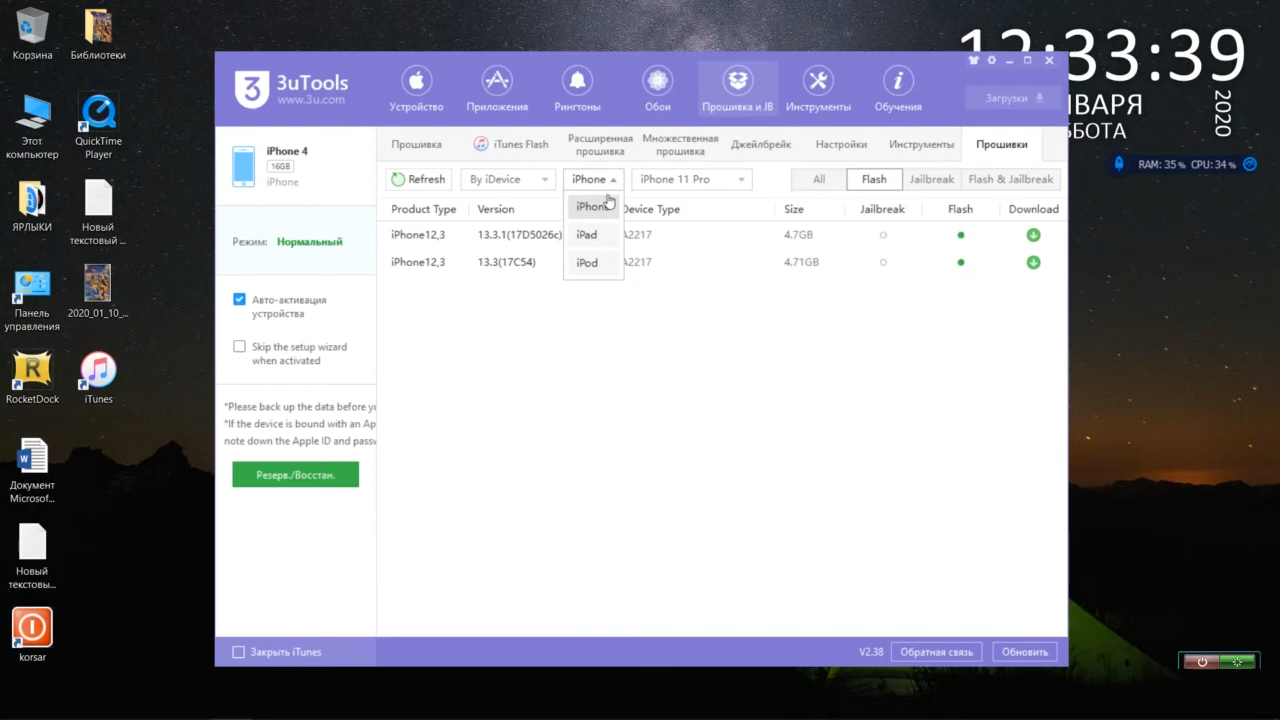 Корзина
Библиотеки
Этот
компьютер
QuickTime
Player
ЯРЛЫКИ
Новый
текстовый ...
Панель
управления
2020_01_10_...
RocketDock
iTunes
Документ
Microsof...
Новый
текстовы...
korsar
3uTools
www.3u.com
Устройство
Приложения
Рингтоны
Обои
Прошивка и JB
Инструменты
Обучения
Загрузки
iPhone 4
16GB
iPhone
Режим: Нормальный
Авто-активация
устройства
Skip the setup wizard
when activated
*Please back up the data before yo
*If the device is bound with an Ap
note down the Apple ID and passw
Резерв./Восстан.
Прошивка
iTunes Flash
Расширенная
прошивка
Множественная
прошивка
Джейлбрейк
Настройки
Инструменты
Прошивки
Refresh
By iDevice
iPhone
iPhone 11 Pro
All
Flash
Jailbreak
Flash & Jailbreak
Product Type
Version
Device Type
Size
Jailbreak
Flash
Download
iPhone12,3 13.3.1(17D5026c) A2217 4.7GB
iPhone12,3 13.3(17C54) A2217 4.71GB
iPhone
iPad
iPod
Закрыть iTunes
V2.38
Обратная связь
Обновить
12:33:39
НВАРЯ
2020
БОТА
RAM: 35% CPU: 34%